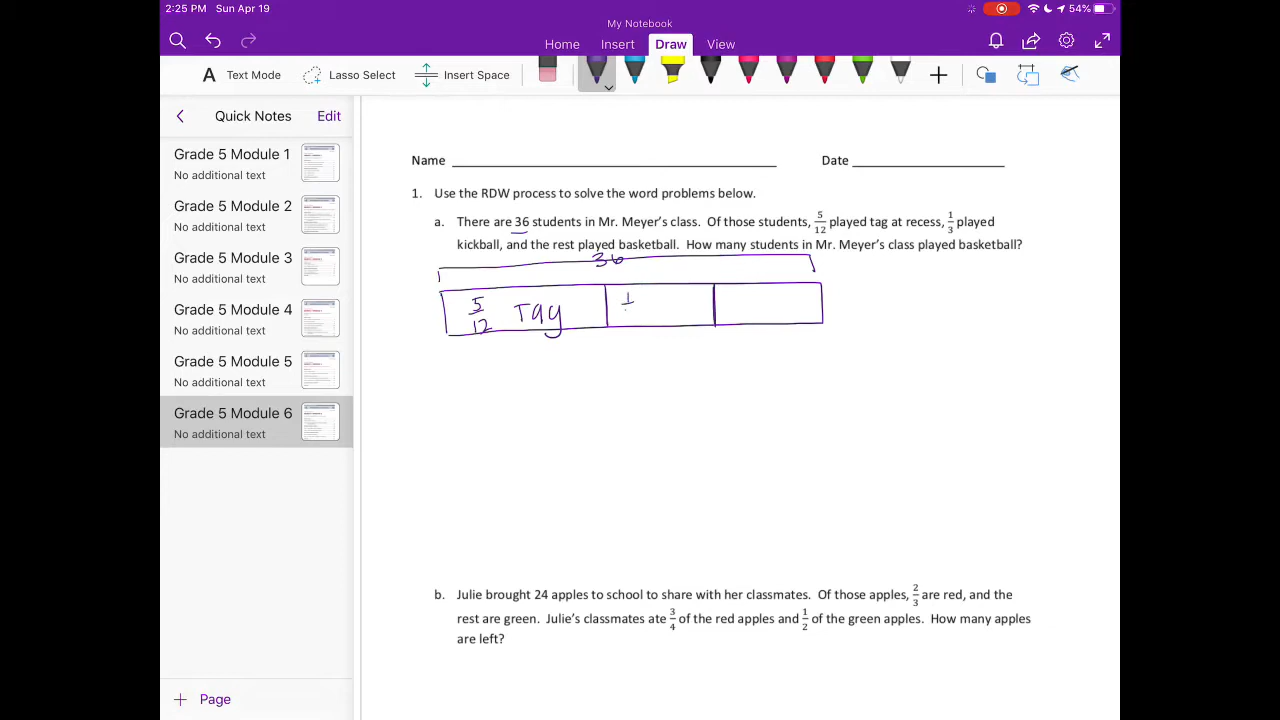 2:25 PM Sun Apr 19
54%
My Notebook
Home Insert Draw View
A Text Mode Lasso Select Insert Space
Quick Notes Edit
Grade 5 Module 1
No additional text
Grade 5 Module 2
No additional text
Grade 5 Module 3
No additional text
Grade 5 Module 4
No additional text
Grade 5 Module 5
No additional text
Grade 5 Module 6
No additional text
+ Page
Name Date
1. Use the RDW process to solve the word problems below.
a. There are 36 students in Mr. Meyer's class. Of those students, 5/12 played tag at recess, 1/3 played
kickball, and the rest played basketball. How many students in Mr. Meyer's class played basketball?
36
5/12 Tag 1
b. Julie brought 24 apples to school to share with her classmates. Of those apples, 2/3 are red, and the
rest are green. Julie's classmates ate 3/4 of the red apples and 1/2 of the green apples. How many apples
are left?